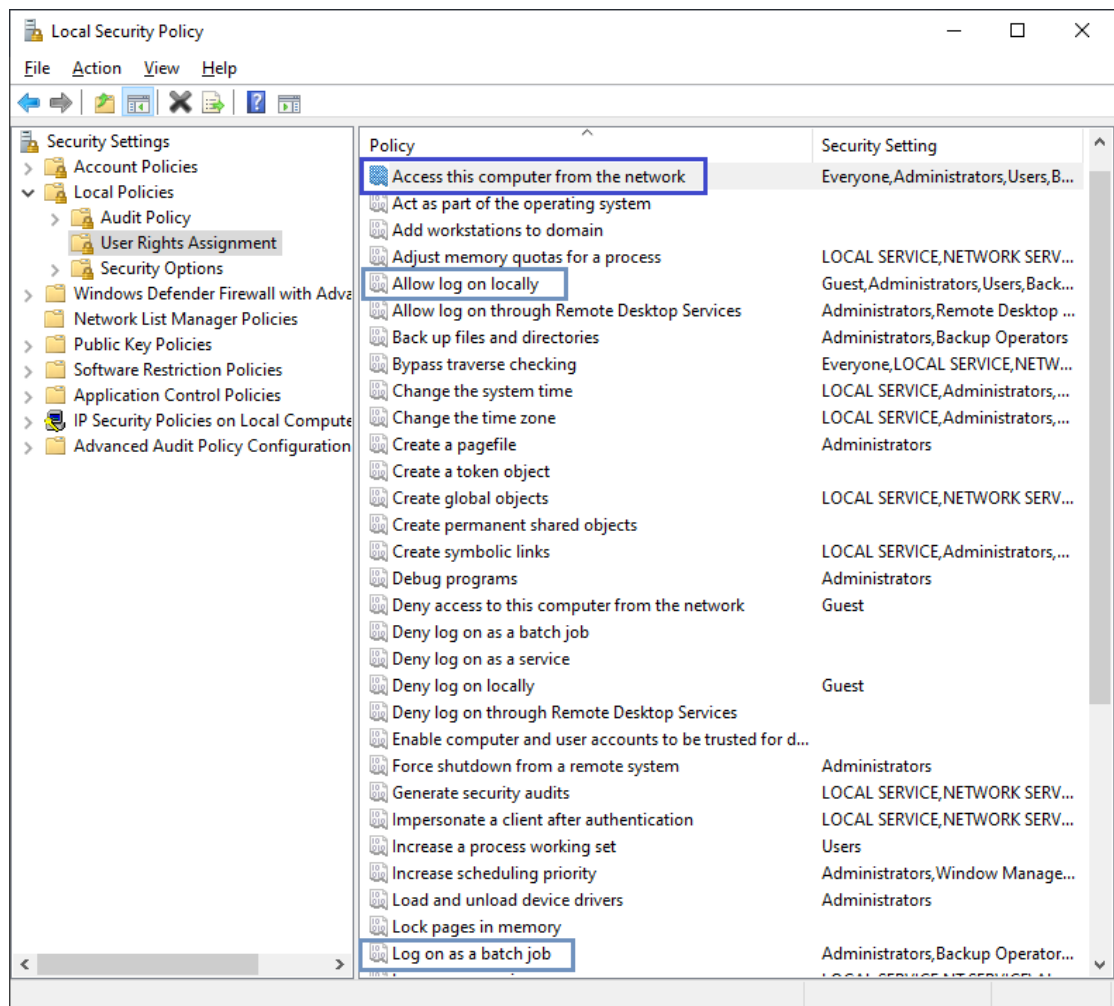 Local Security Policy
File Action View Help
Security Settings
Account Policies
Local Policies
Audit Policy
User Rights Assignment
Security Options
Windows Defender Firewall with Adva
Network List Manager Policies
Public Key Policies
Software Restriction Policies
Application Control Policies
IP Security Policies on Local Compute
Advanced Audit Policy Configuration
Policy Security Setting
Access this computer from the network Everyone,Administrators,Users,B...
Act as part of the operating system
Add workstations to domain
Adjust memory quotas for a process LOCAL SERVICE,NETWORK SERV...
Allow log on locally Guest,Administrators,Users,Back...
Allow log on through Remote Desktop Services Administrators,Remote Desktop ...
Back up files and directories Administrators,Backup Operators
Bypass traverse checking Everyone,LOCAL SERVICE,NETW...
Change the system time LOCAL SERVICE,Administrators,...
Change the time zone LOCAL SERVICE,Administrators,...
Create a pagefile Administrators
Create a token object
Create global objects LOCAL SERVICE,NETWORK SERV...
Create permanent shared objects
Create symbolic links LOCAL SERVICE,Administrators,...
Debug programs Administrators
Deny access to this computer from the network Guest
Deny log on as a batch job
Deny log on as a service
Deny log on locally Guest
Deny log on through Remote Desktop Services
Enable computer and user accounts to be trusted for d...
Force shutdown from a remote system Administrators
Generate security audits LOCAL SERVICE,NETWORK SERV...
Impersonate a client after authentication LOCAL SERVICE,NETWORK SERV...
Increase a process working set Users
Increase scheduling priority Administrators,Window Manage...
Load and unload device drivers Administrators
Lock pages in memory
Log on as a batch job Administrators,Backup Operator...